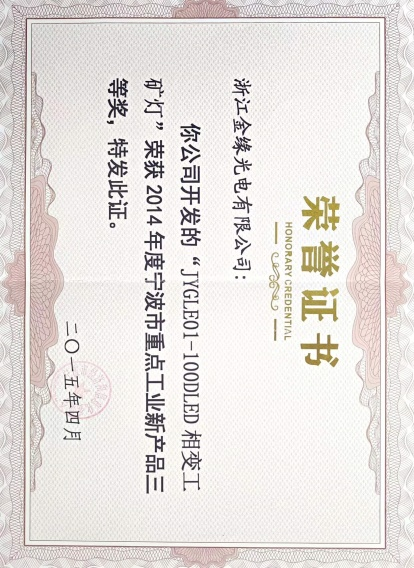 荣誉证书
HONORARY CREDENTIAL
浙江金缘光电有限公司：
你公司开发的“JYGLE01-100DLED 相变工
矿灯”荣获 2014 年度宁波市重点工业新产品三
等奖，特发此证。
二〇一五年四月